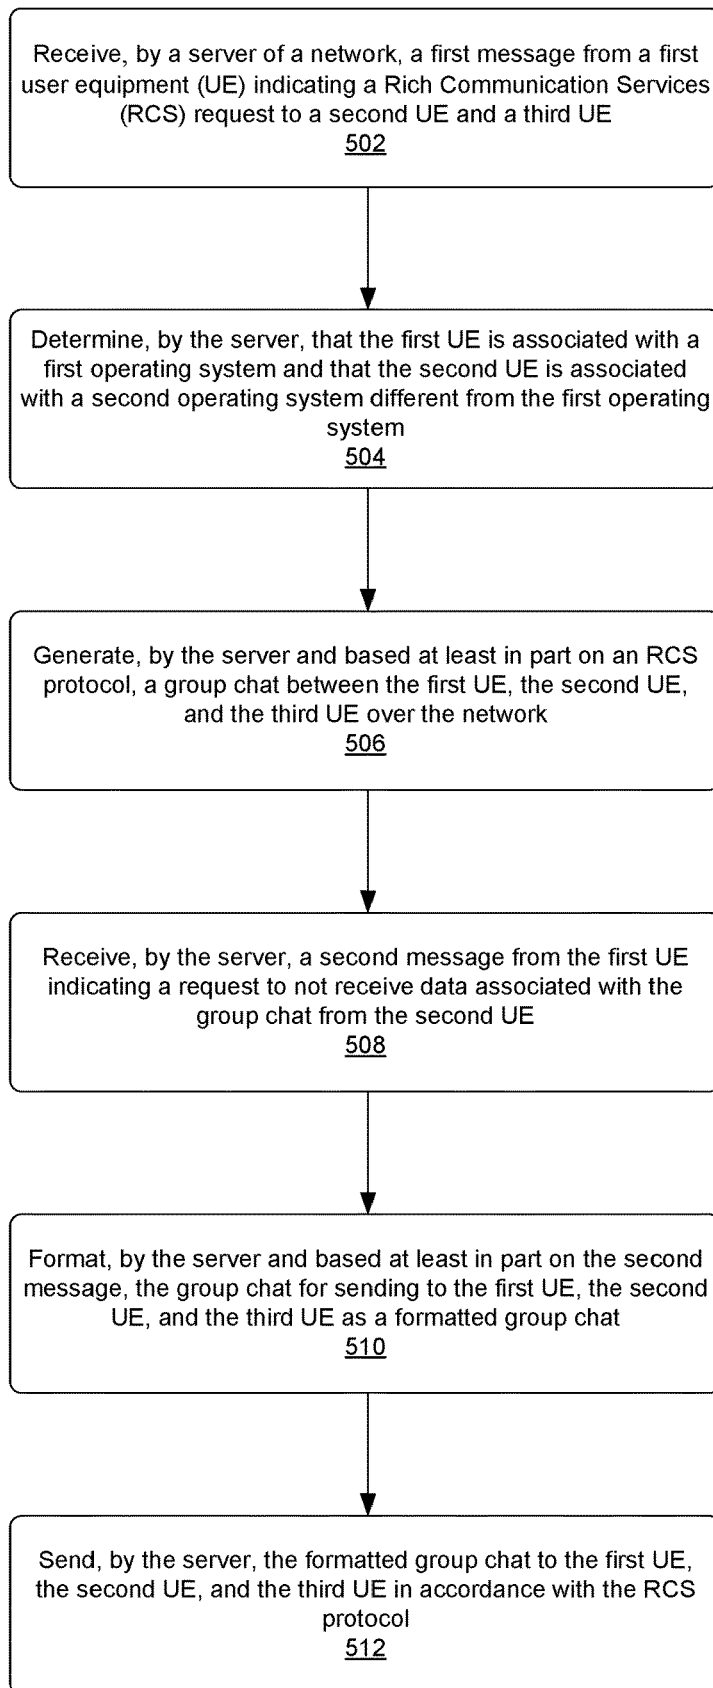 Receive, by a server of a network, a first message from a first
user equipment (UE) indicating a Rich Communication Services
(RCS) request to a second UE and a third UE
502
Determine, by the server, that the first UE is associated with a
first operating system and that the second UE is associated
with a second operating system different from the first operating
system
504
Generate, by the server and based at least in part on an RCS
protocol, a group chat between the first UE, the second UE,
and the third UE over the network
506
Receive, by the server, a second message from the first UE
indicating a request to not receive data associated with the
group chat from the second UE
508
Format, by the server and based at least in part on the second
message, the group chat for sending to the first UE, the second
UE, and the third UE as a formatted group chat
510
Send, by the server, the formatted group chat to the first UE,
the second UE, and the third UE in accordance with the RCS
protocol
512